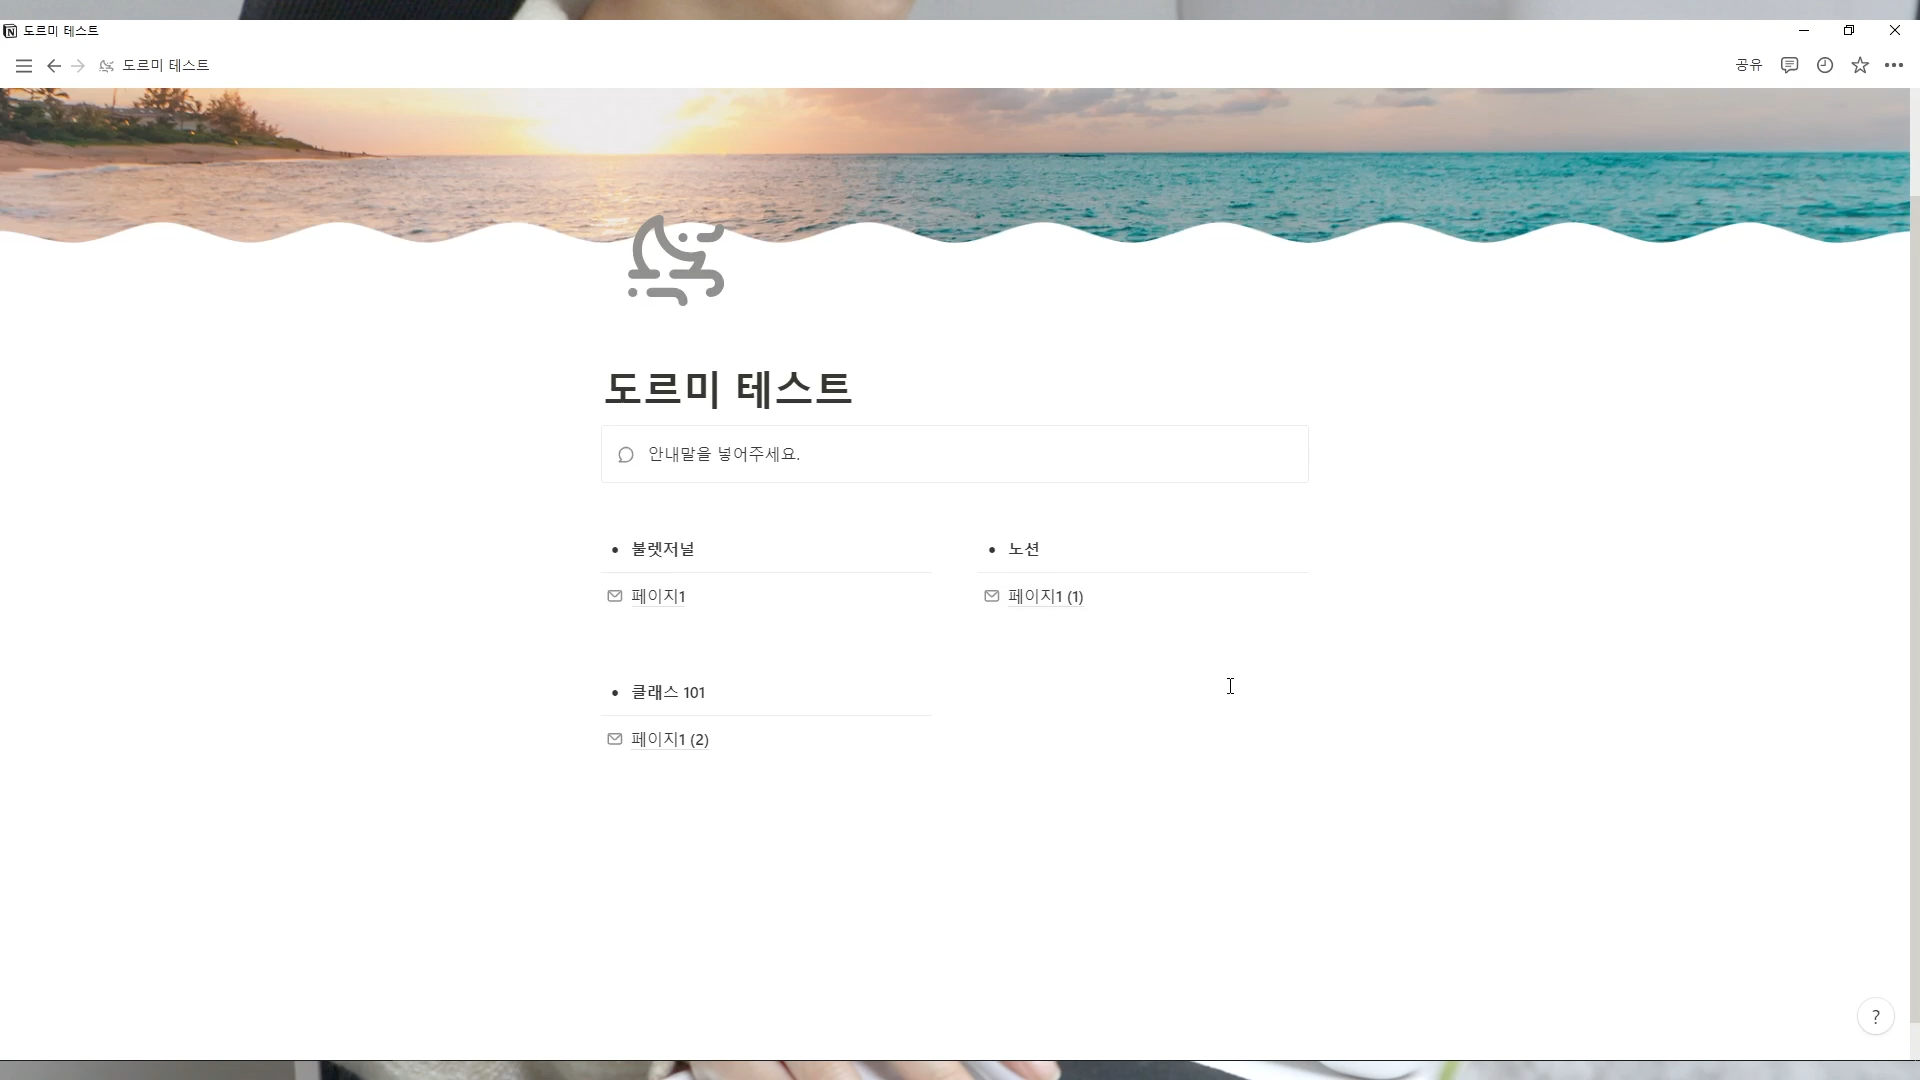 도르미 테스트
도르미 테스트
공유
도르미 테스트
안내말을 넣어주세요.
• 불렛저널
페이지1
• 노션
페이지1 (1)
• 클래스 101
페이지1 (2)
?